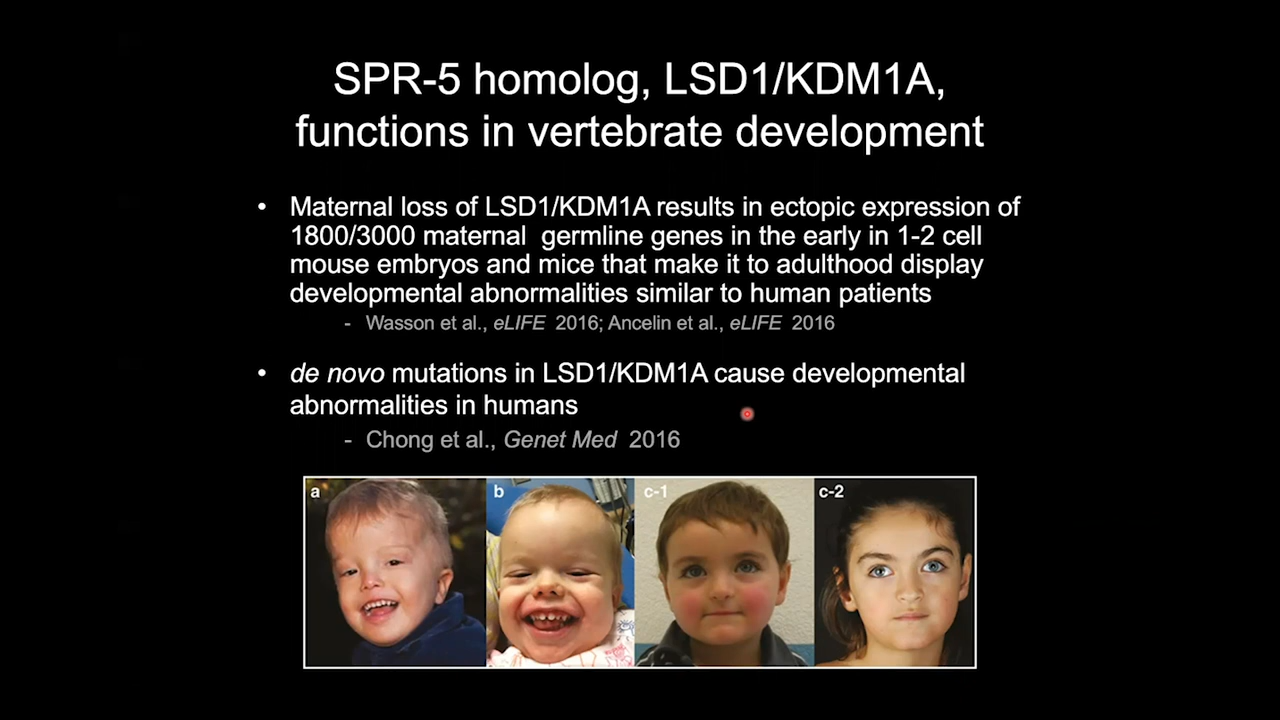 SPR-5 homolog, LSD1/KDM1A,
functions in vertebrate development
• Maternal loss of LSD1/KDM1A results in ectopic expression of
1800/3000 maternal germline genes in the early in 1-2 cell
mouse embryos and mice that make it to adulthood display
developmental abnormalities similar to human patients
- Wasson et al., eLIFE 2016; Ancelin et al., eLIFE 2016
• de novo mutations in LSD1/KDM1A cause developmental
abnormalities in humans
- Chong et al., Genet Med 2016
a b c-1 c-2